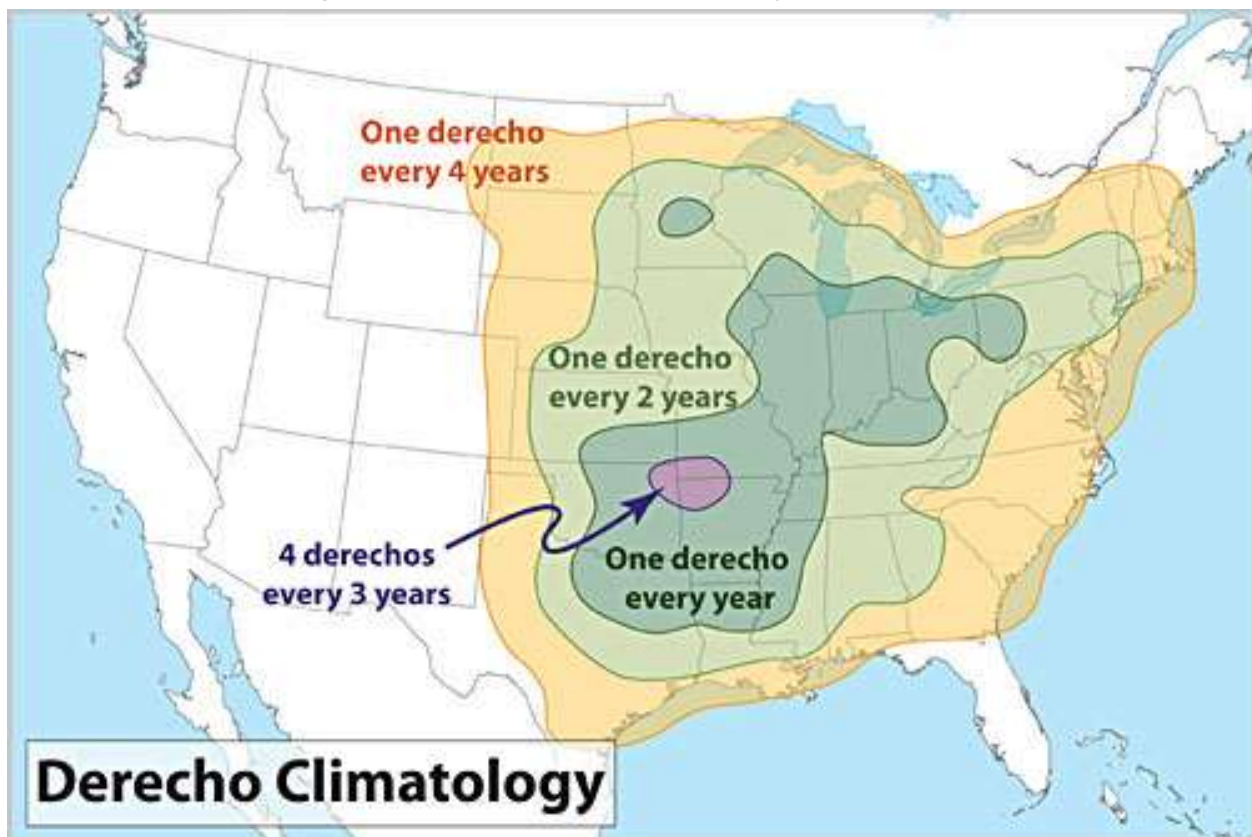 One derecho
every 4 years
One derecho
every 2 years
4 derechos
every 3 years
One derecho
every year
Derecho Climatology